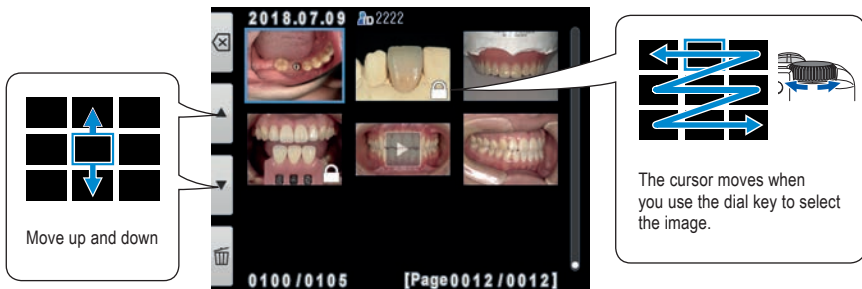 2018.07.09 ID 2222
Move up and down
The cursor moves when
you use the dial key to select
the image.
0100/0105 [Page0012/0012]